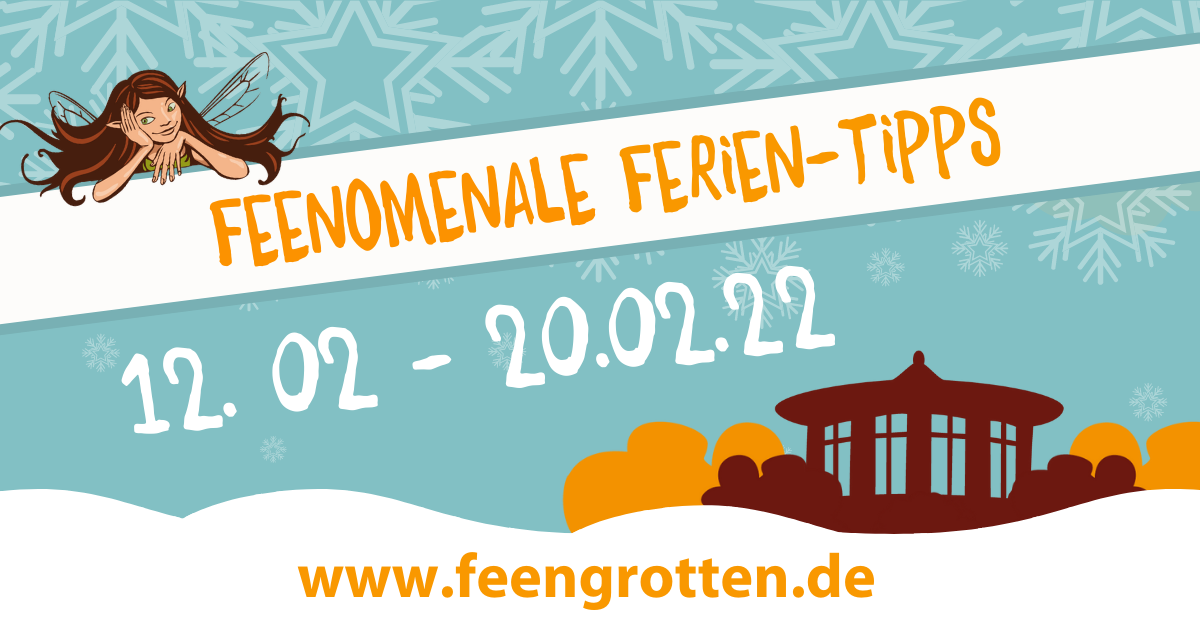 FEENOMENALE FERIEN-TIPPS
12. 02 - 20.02.22
www.feengrotten.de